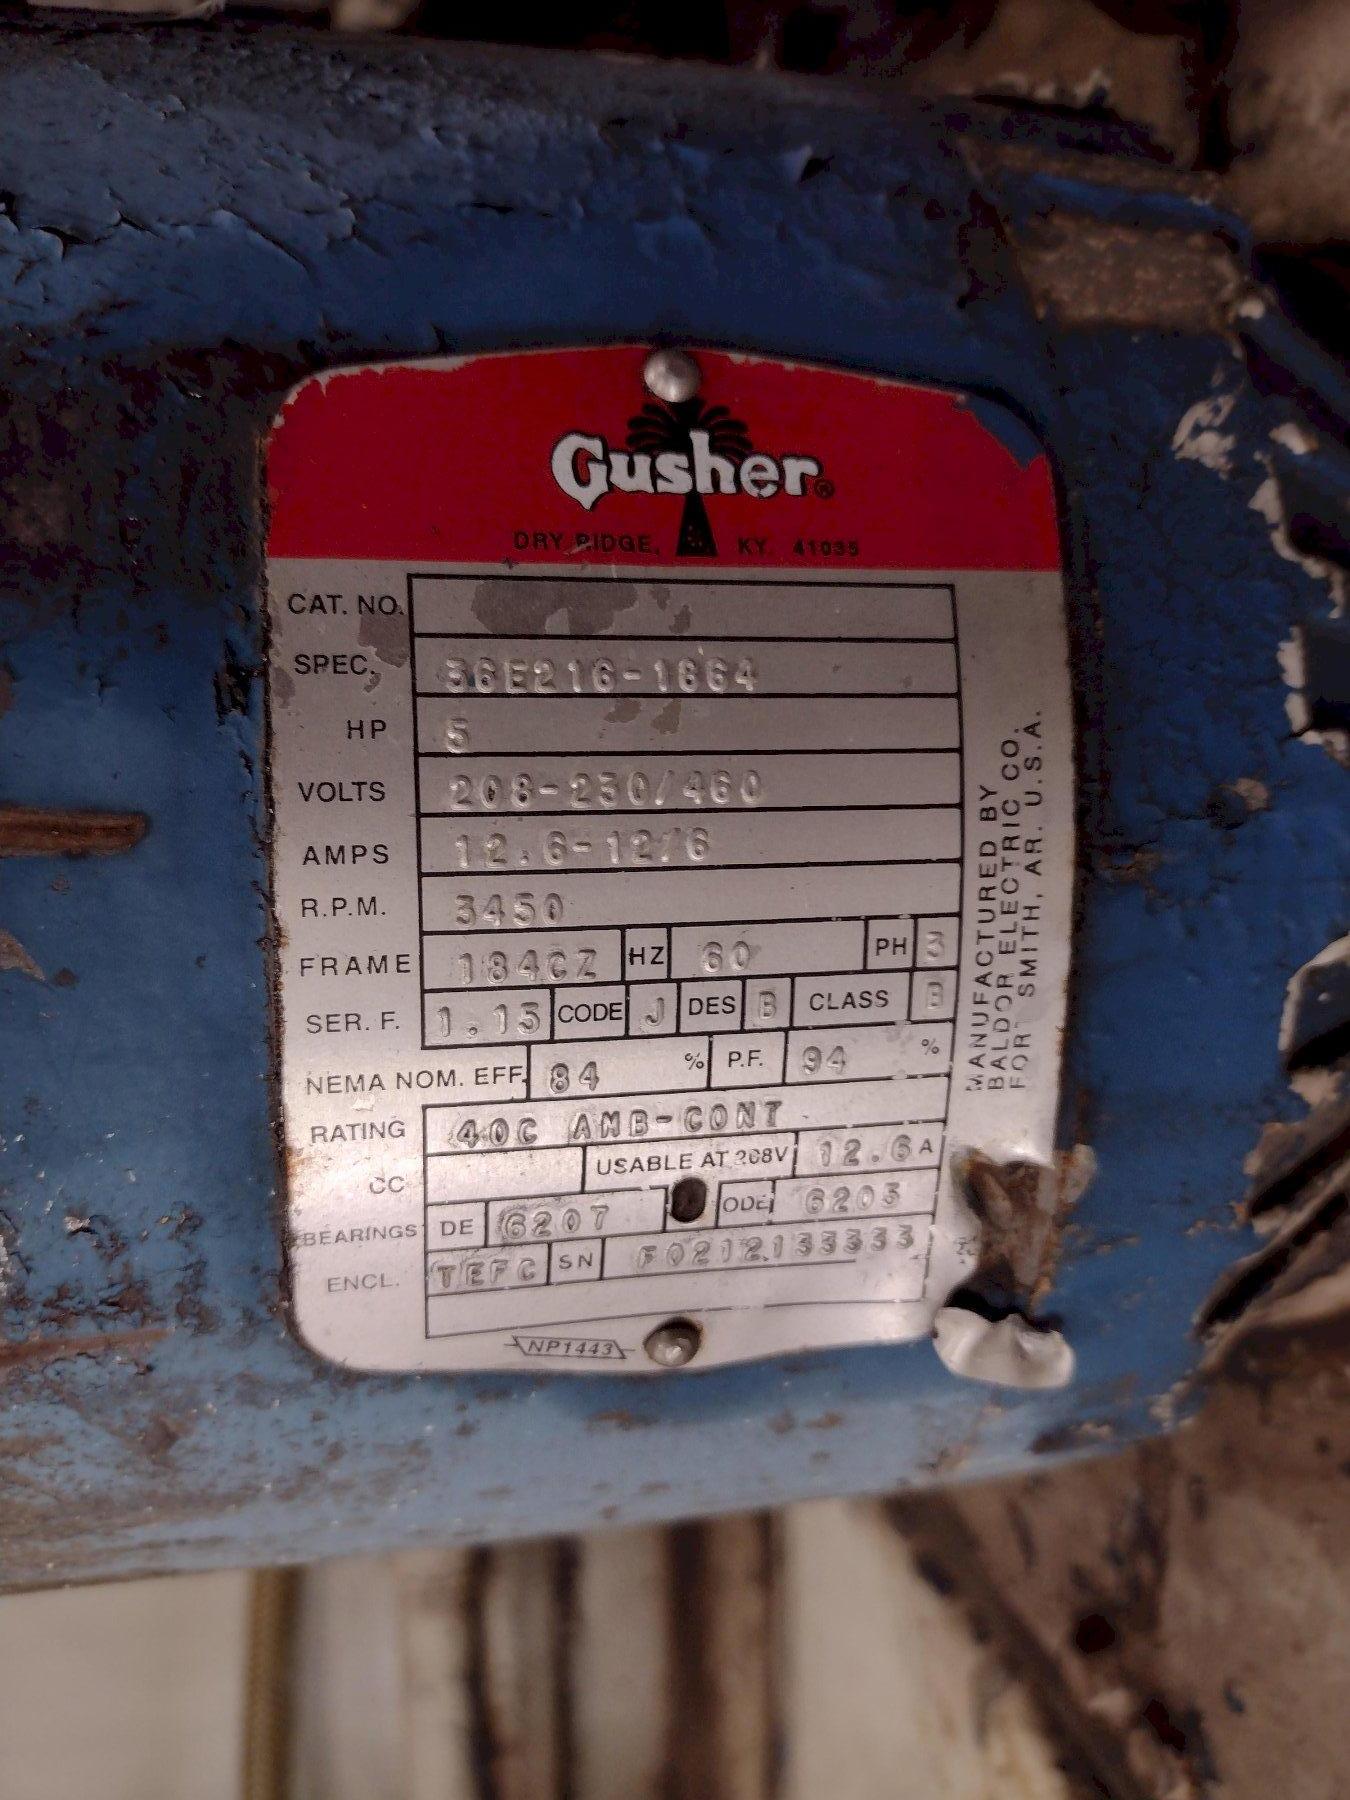 Gusher®
DRY RIDGE, KY. 41035
CAT. NO.
SPEC. 36E216-1864
HP 5
VOLTS 208-230/460
AMPS 12.6-12/6
R.P.M. 3450
FRAME 184CZ HZ 60 PH 3
SER. F. 1.15 CODE J DES B CLASS B
NEMA NOM. EFF. 84 % P.F. 94 %
RATING 40C AMB-CONT
CC USABLE AT 208V 12.6 A
BEARINGS DE 6207 ODE 6203
ENCL. TEFC SN F0212133333
NP1443
MANUFACTURED BY
BALDOR ELECTRIC CO.
FORT SMITH, AR. U.S.A.